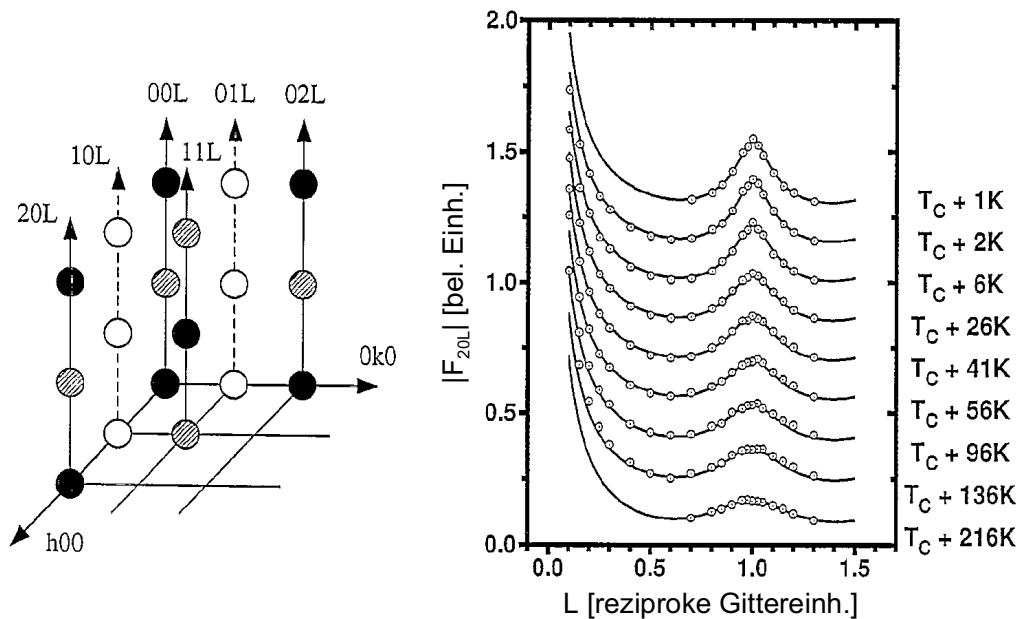 00L 01L 02L
10L 11L
20L
0k0
h00
2.0
1.5
1.0
0.5
0.0
|F20L| [bel. Einh.]
TC + 1K
TC + 2K
TC + 6K
TC + 26K
TC + 41K
TC + 56K
TC + 96K
TC + 136K
TC + 216K
0.0 0.5 1.0 1.5
L [reziproke Gittereinh.]